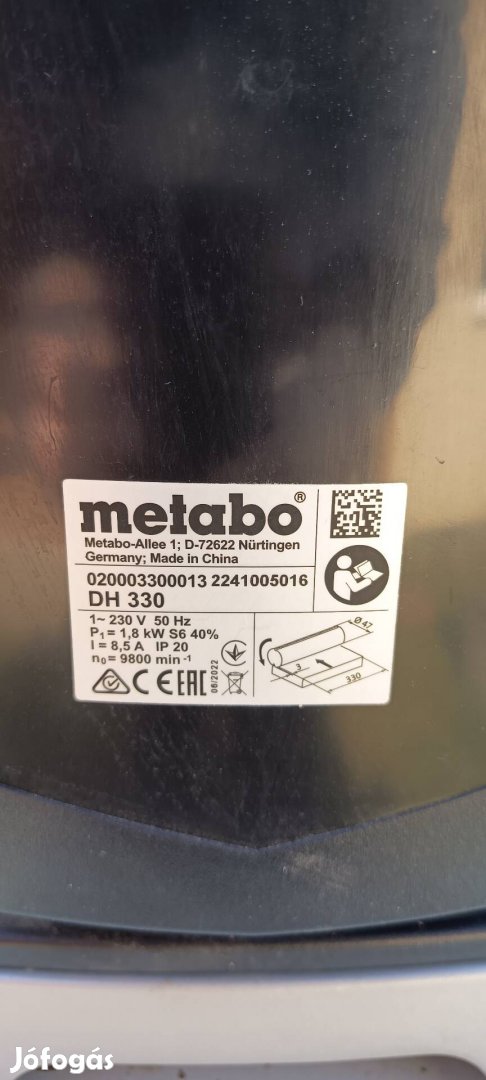 metabo®
Metabo-Allee 1; D-72622 Nürtingen
Germany; Made in China
020003300013 2241005016
DH 330
1~ 230 V 50 Hz
P₁ = 1,8 kW S6 40%
I = 8,5 A IP 20
n₀ = 9800 min⁻¹
CE EAC
06/2022
Ø 47
3
330
Jófogás